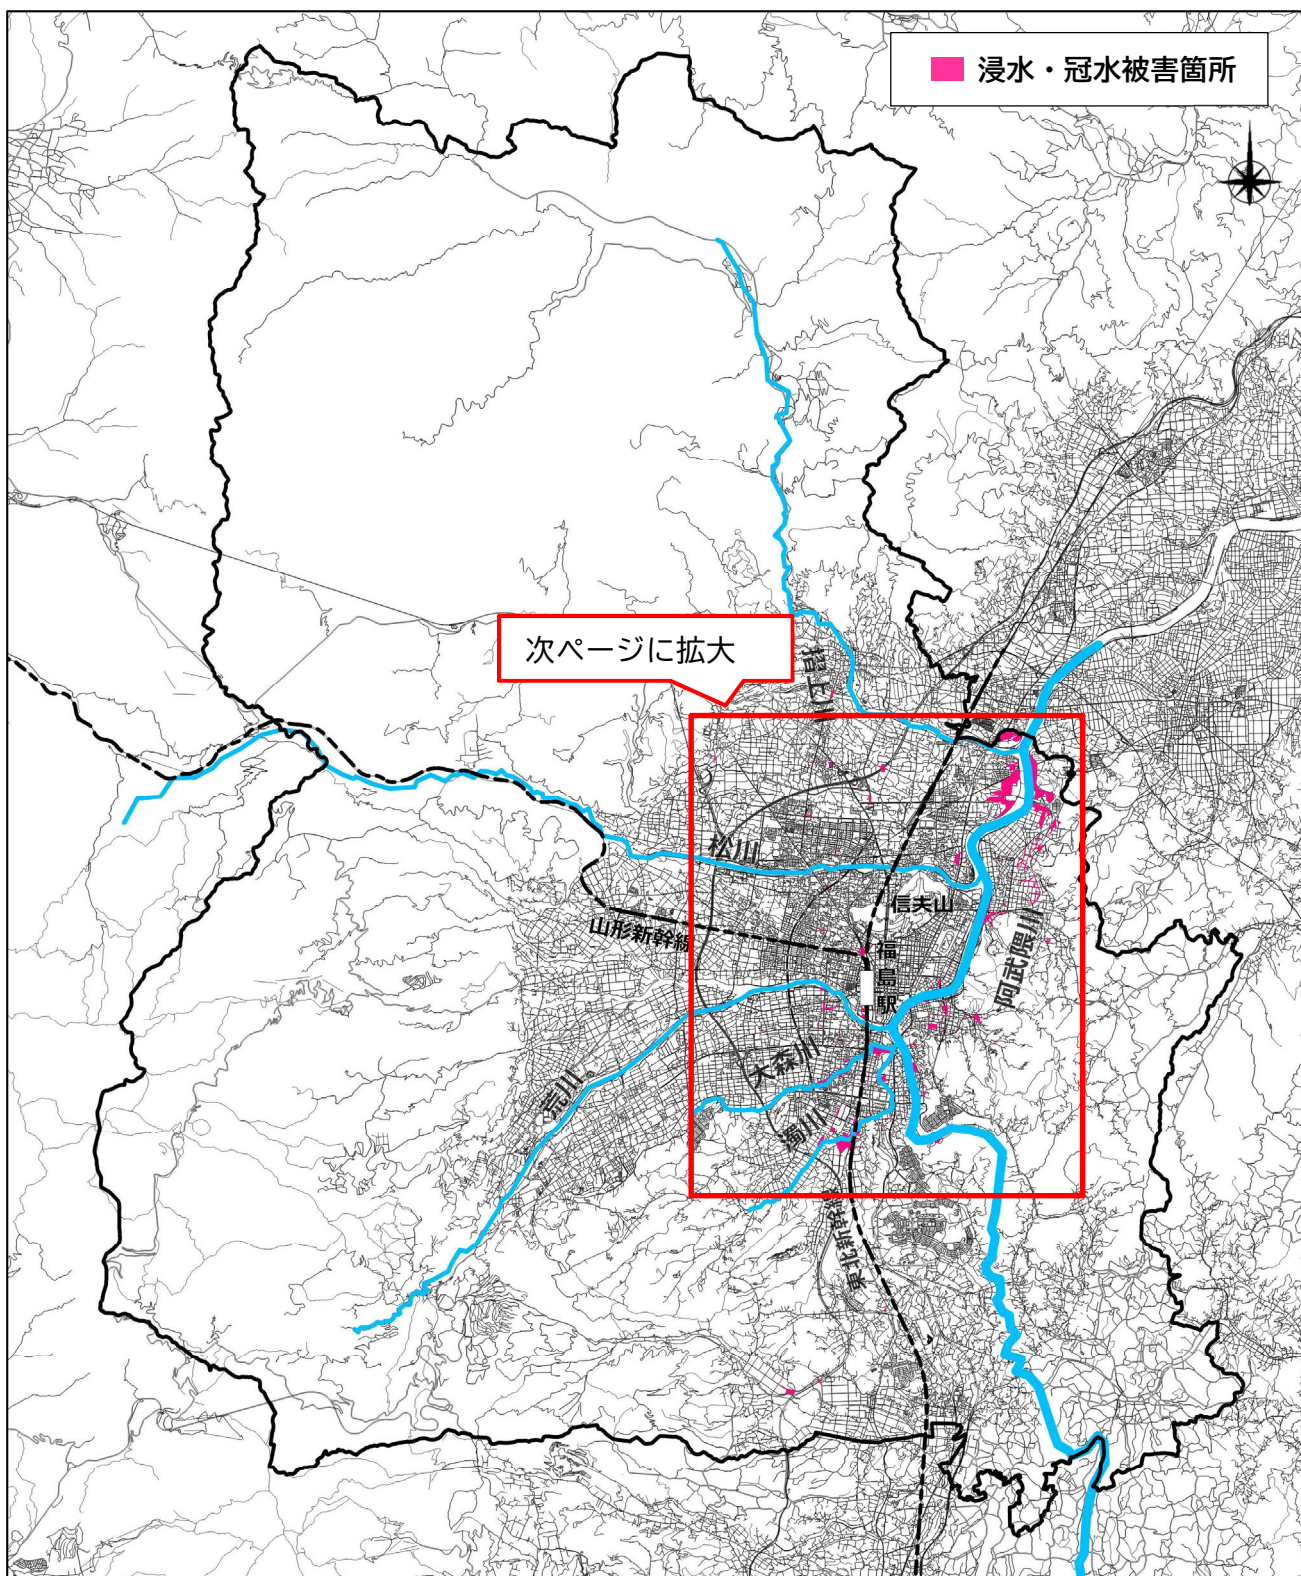 浸水・冠水被害箇所
次ページに拡大
摺上川
松川
信夫山
山形新幹線
福島駅
阿武隈川
大森川
荒川
濁川
東北新幹線